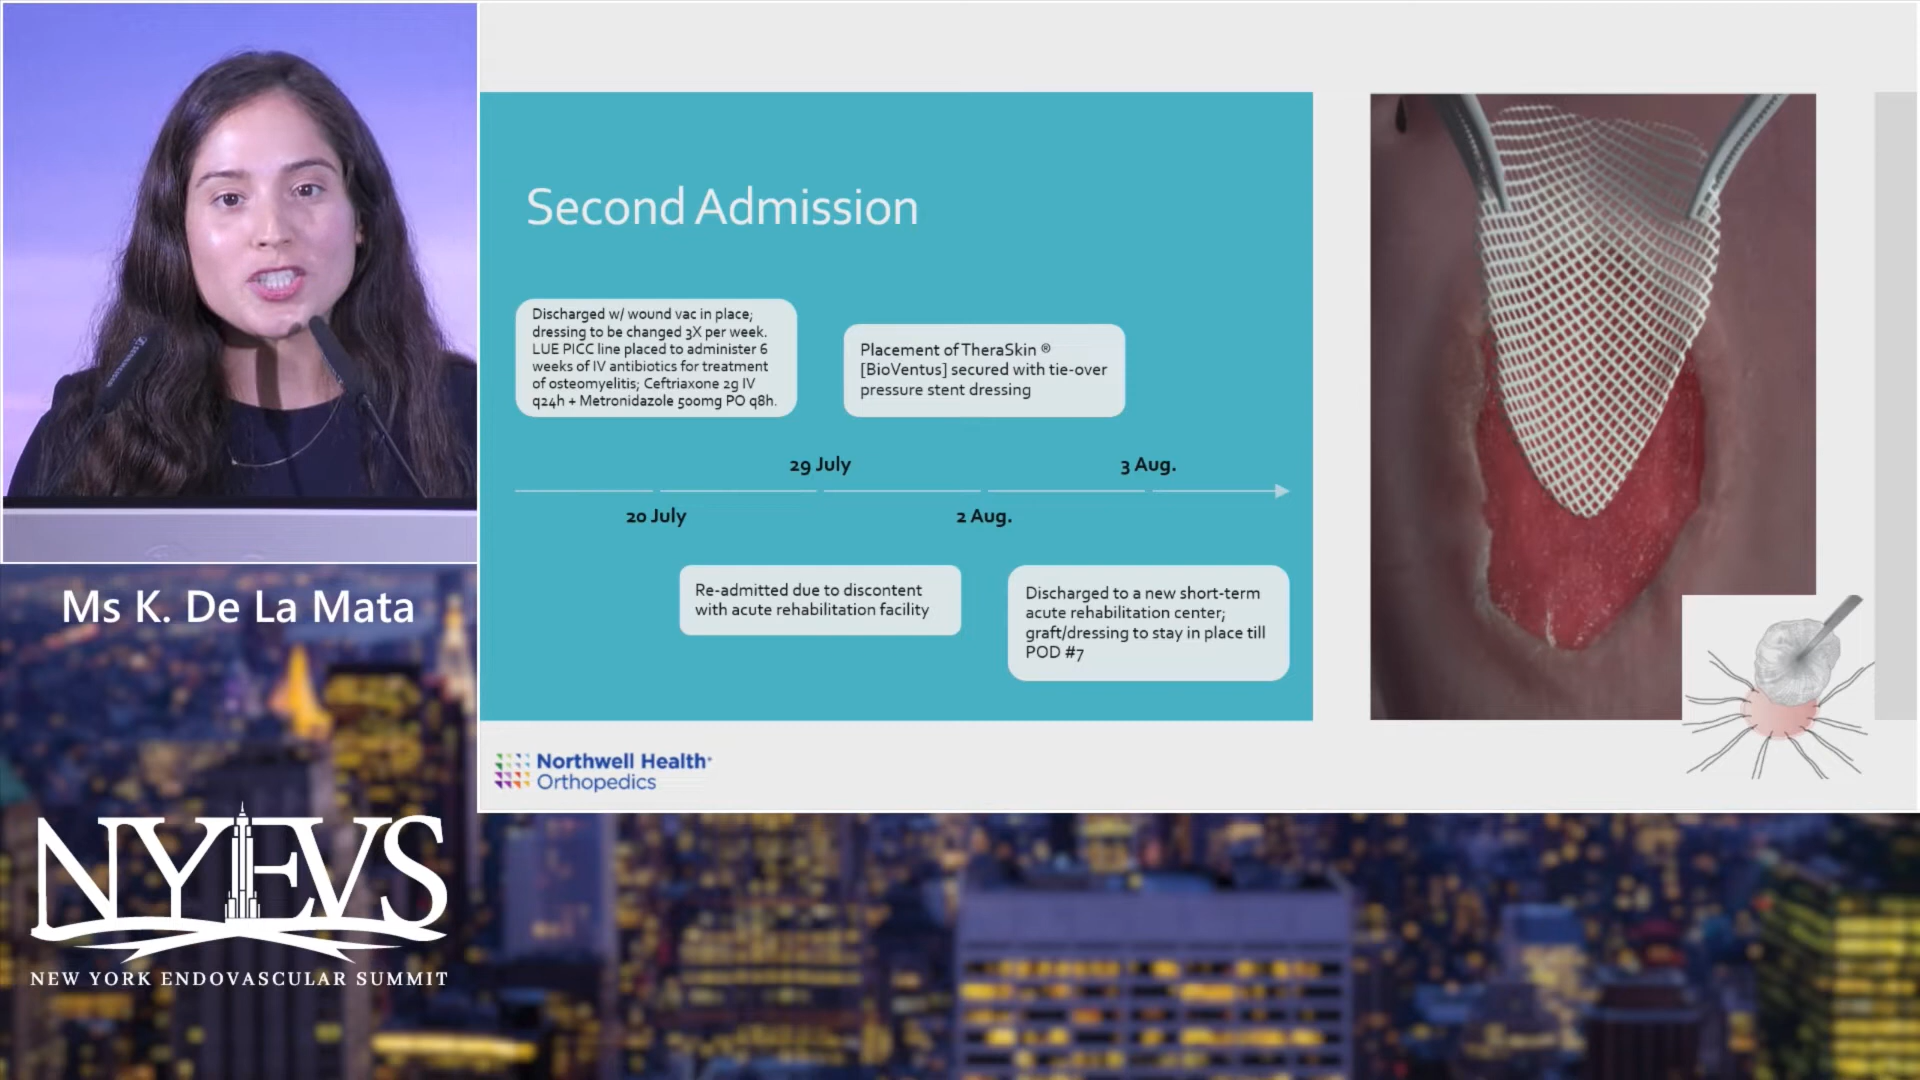 Second Admission
Discharged w/ wound vac in place;
dressing to be changed 3X per week.
LUE PICC line placed to administer 6
weeks of IV antibiotics for treatment
of osteomyelitis; Ceftriaxone 2g IV
q24h + Metronidazole 500mg PO q8h.
Placement of TheraSkin ®
[BioVentus] secured with tie-over
pressure stent dressing
29 July
3 Aug.
20 July
2 Aug.
Re-admitted due to discontent
with acute rehabilitation facility
Discharged to a new short-term
acute rehabilitation center;
graft/dressing to stay in place till
POD #7
Northwell Health
Orthopedics
Ms K. De La Mata
NYEVS
NEW YORK ENDOVASCULAR SUMMIT